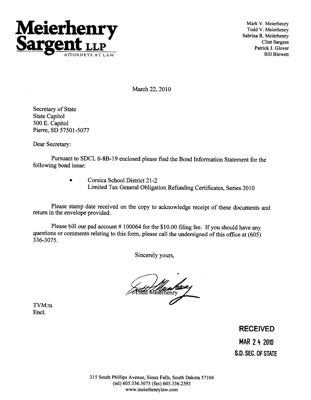 Meierhenry
Sargent LLP
ATTORNEYS AT LAW
Mark V. Meierhenry
Todd V. Meierhenry
Sabrina R. Meierhenry
Clint Sargent
Patrick J. Glover
Bill Blewett
March 22, 2010
Secretary of State
State Capitol
500 E. Capitol
Pierre, SD 57501-5077
Dear Secretary:
Pursuant to SDCL 6-8B-19 enclosed please find the Bond Information Statement for the
following bond issue:
• Corsica School District 21-2
Limited Tax General Obligation Refunding Certificates, Series 2010
Please stamp date received on the copy to acknowledge receipt of these documents and
return in the envelope provided.
Please bill our pad account # 100064 for the $10.00 filing fee. If you should have any
questions or comments relating to this form, please call the undersigned of this office at (605)
336-3075.
Sincerely yours,
Todd Meierhenry
TVM:ts
Encl.
RECEIVED
MAR 24 2010
S.D. SEC. OF STATE
315 South Phillips Avenue, Sioux Falls, South Dakota 57104
(tel) 605.336.3075 (fax) 605.336.2593
www.meierhenrylaw.com